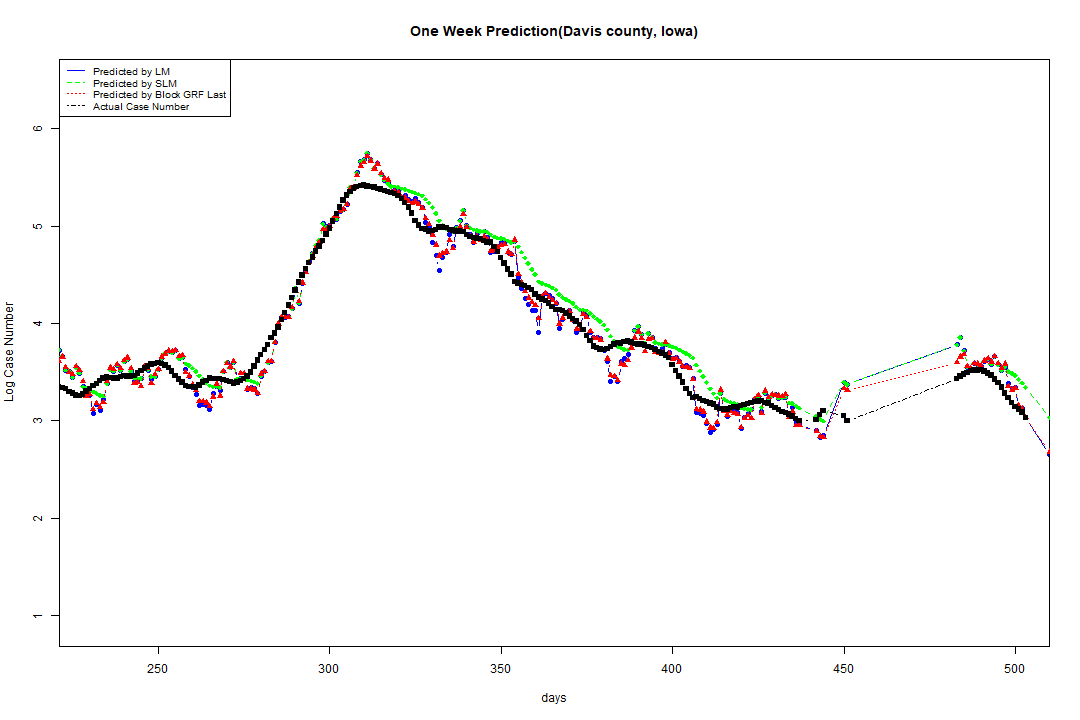 One Week Prediction(Davis county, Iowa)
Predicted by LM
Predicted by SLM
Predicted by Block GRF Last
Actual Case Number
6
5
4
3
2
1
Log Case Number
250 300 350 400 450 500
days